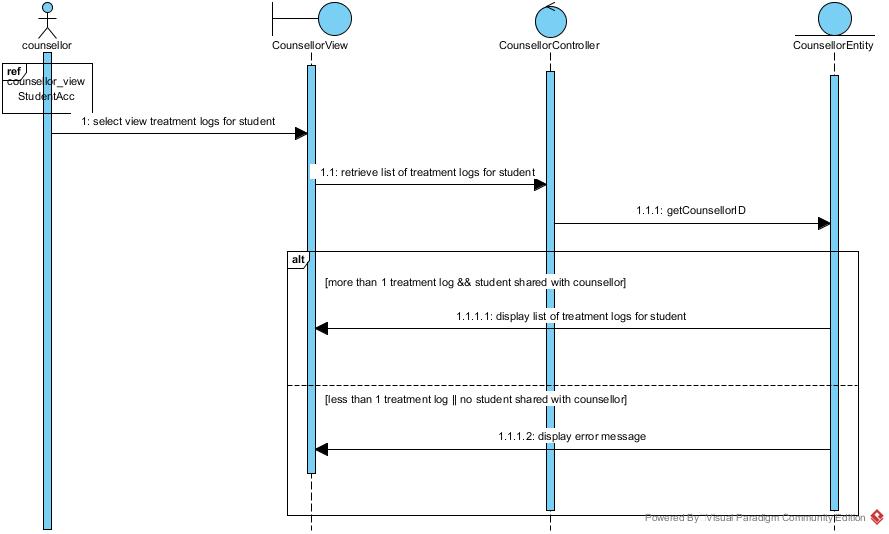 counsellor
CounsellorView
CounsellorController
CounsellorEntity
ref
counsellor_view
StudentAcc
1: select view treatment logs for student
1.1: retrieve list of treatment logs for student
1.1.1: getCounsellorID
alt
[more than 1 treatment log && student shared with counsellor]
1.1.1.1: display list of treatment logs for student
[less than 1 treatment log || no student shared with counsellor]
1.1.1.2: display error message
Powered By Visual Paradigm Community Edition